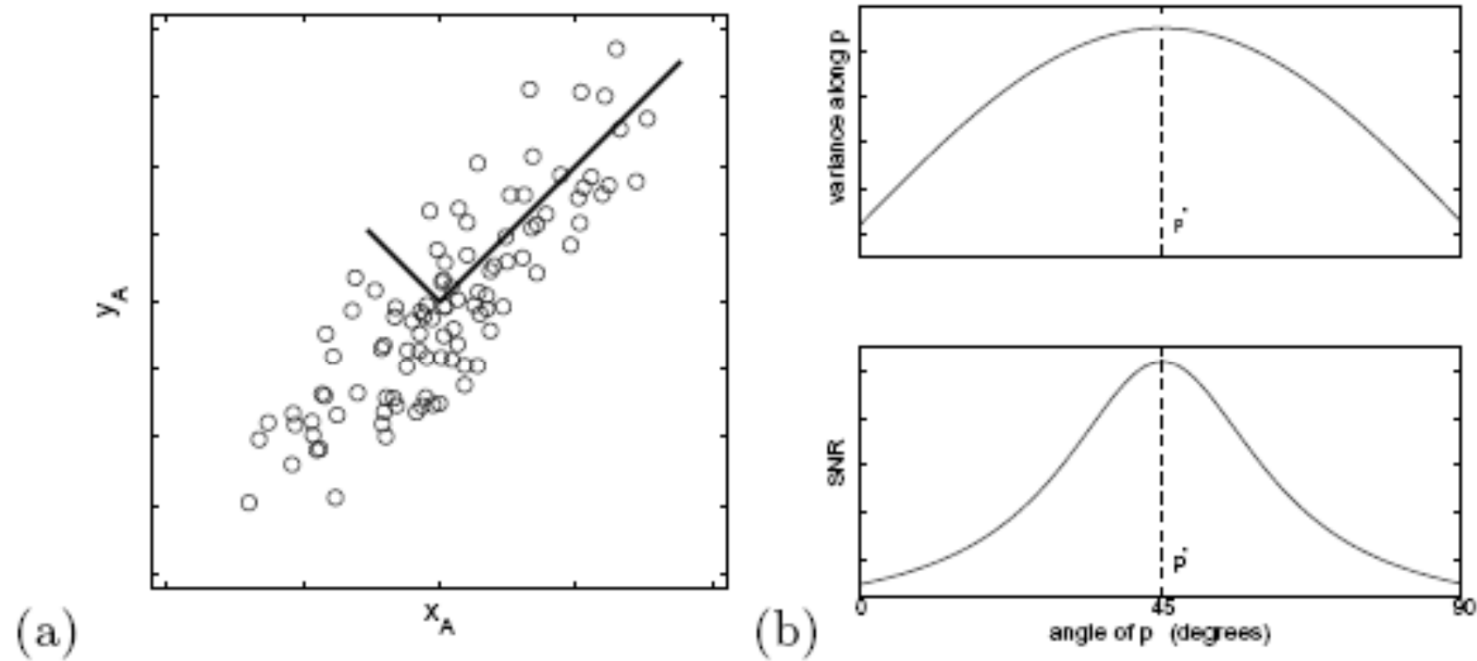 y_A
x_A
(a)
variance along p
p*
SNR
p*
0 45 90
angle of p (degrees)
(b)